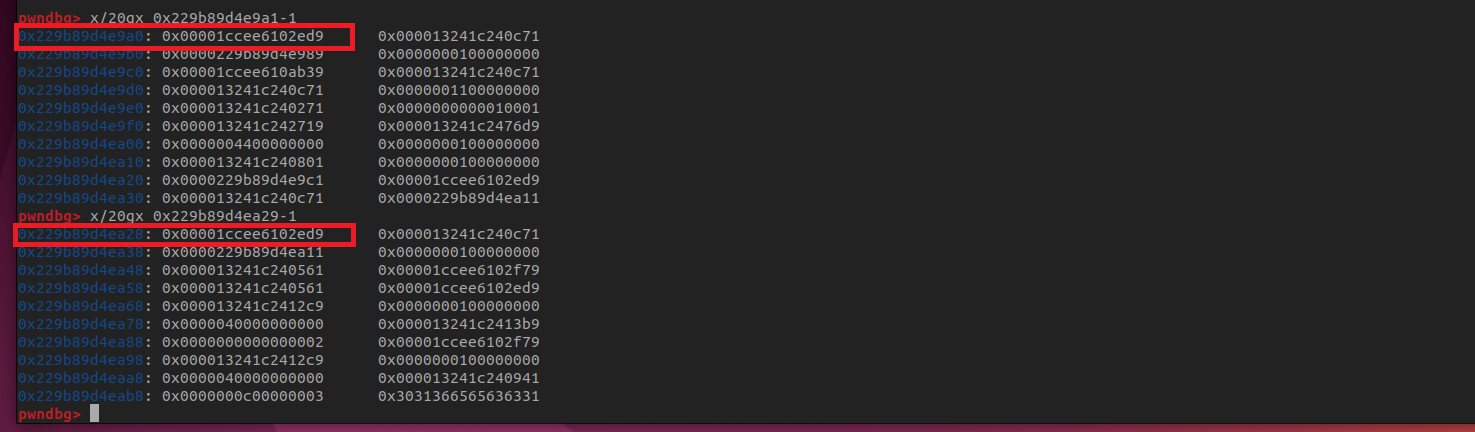 pwndbg> x/20gx 0x229b89d4e9a1-1
0x229b89d4e9a0: 0x00001ccee6102ed9 0x000013241c240c71
0x229b89d4e9b0: 0x0000229b89d4e989 0x0000000100000000
0x229b89d4e9c0: 0x00001ccee610ab39 0x000013241c240c71
0x229b89d4e9d0: 0x000013241c240c71 0x0000001100000000
0x229b89d4e9e0: 0x000013241c240271 0x0000000000010001
0x229b89d4e9f0: 0x000013241c242719 0x000013241c2476d9
0x229b89d4ea00: 0x0000004400000000 0x0000000100000000
0x229b89d4ea10: 0x000013241c240801 0x0000000100000000
0x229b89d4ea20: 0x0000229b89d4e9c1 0x00001ccee6102ed9
0x229b89d4ea30: 0x000013241c240c71 0x0000229b89d4ea11
pwndbg> x/20gx 0x229b89d4ea29-1
0x229b89d4ea28: 0x00001ccee6102ed9 0x000013241c240c71
0x229b89d4ea38: 0x0000229b89d4ea11 0x0000000100000000
0x229b89d4ea48: 0x000013241c240561 0x00001ccee6102f79
0x229b89d4ea58: 0x000013241c240561 0x00001ccee6102ed9
0x229b89d4ea68: 0x000013241c2412c9 0x0000000100000000
0x229b89d4ea78: 0x0000040000000000 0x000013241c2413b9
0x229b89d4ea88: 0x0000000000000002 0x00001ccee6102f79
0x229b89d4ea98: 0x000013241c2412c9 0x0000000100000000
0x229b89d4eaa8: 0x0000040000000000 0x000013241c240941
0x229b89d4eab8: 0x0000000c00000003 0x3031366565636331
pwndbg>